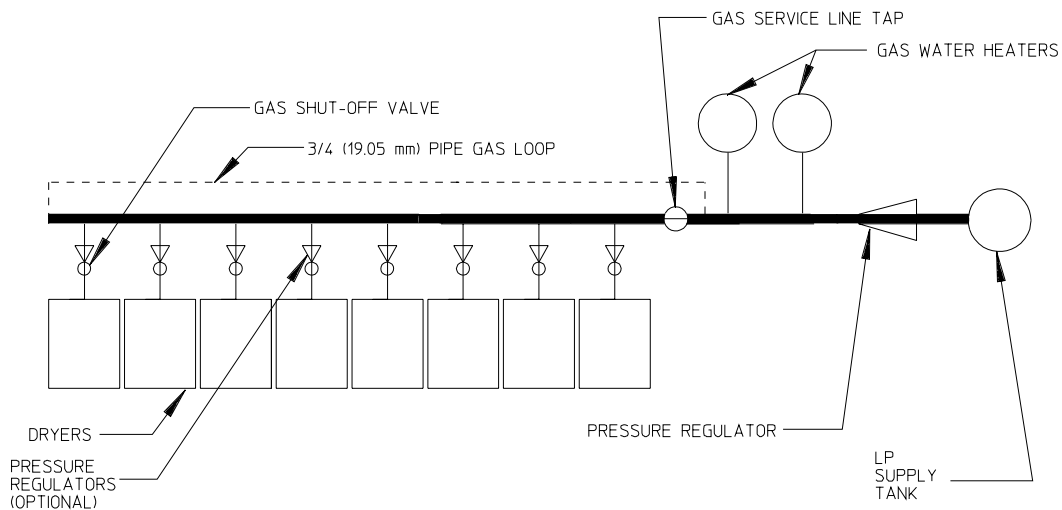 GAS SERVICE LINE TAP
GAS WATER HEATERS
GAS SHUT-OFF VALVE
3/4 (19.05 mm) PIPE GAS LOOP
DRYERS
PRESSURE REGULATOR
PRESSURE
REGULATORS
(OPTIONAL)
LP
SUPPLY
TANK